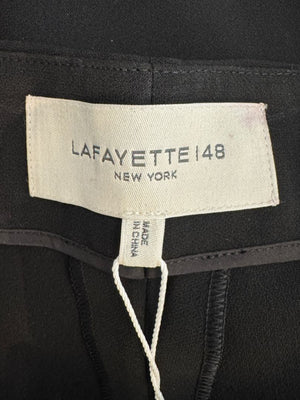 LAFAYETTE 148
NEW YORK
MADE
IN CHINA